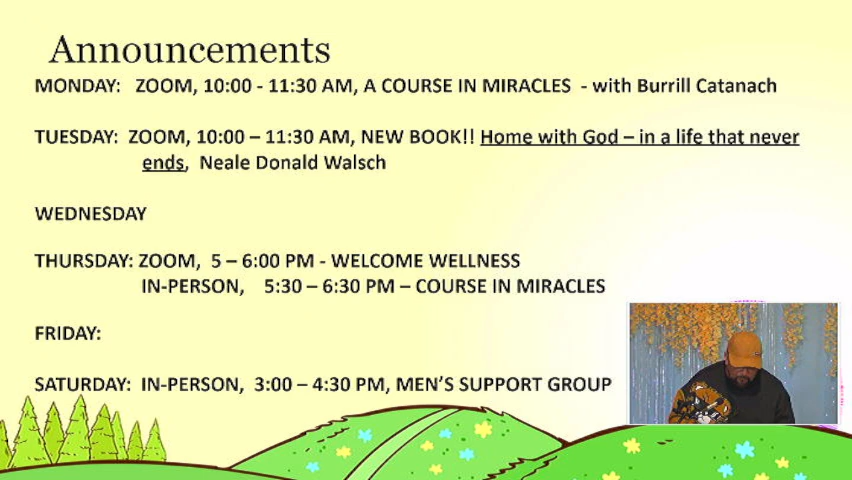 Announcements
MONDAY: ZOOM, 10:00 - 11:30 AM, A COURSE IN MIRACLES - with Burrill Catanach
TUESDAY: ZOOM, 10:00 – 11:30 AM, NEW BOOK!! Home with God – in a life that never
ends, Neale Donald Walsch
WEDNESDAY
THURSDAY: ZOOM, 5 – 6:00 PM - WELCOME WELLNESS
IN-PERSON, 5:30 – 6:30 PM – COURSE IN MIRACLES
FRIDAY:
SATURDAY: IN-PERSON, 3:00 – 4:30 PM, MEN'S SUPPORT GROUP